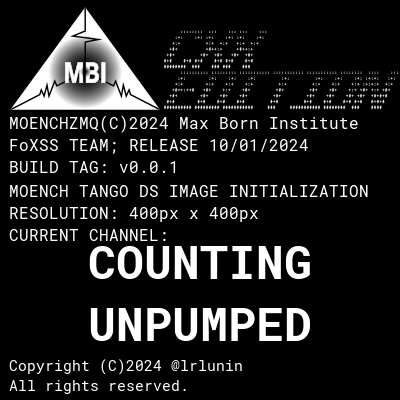 MBI
MOENCHZMQ(C)2024 Max Born Institute
FoXSS TEAM; RELEASE 10/01/2024
BUILD TAG: v0.0.1
MOENCH TANGO DS IMAGE INITIALIZATION
RESOLUTION: 400px x 400px
CURRENT CHANNEL:
COUNTING
UNPUMPED
Copyright (C)2024 @lrlunin
All rights reserved.